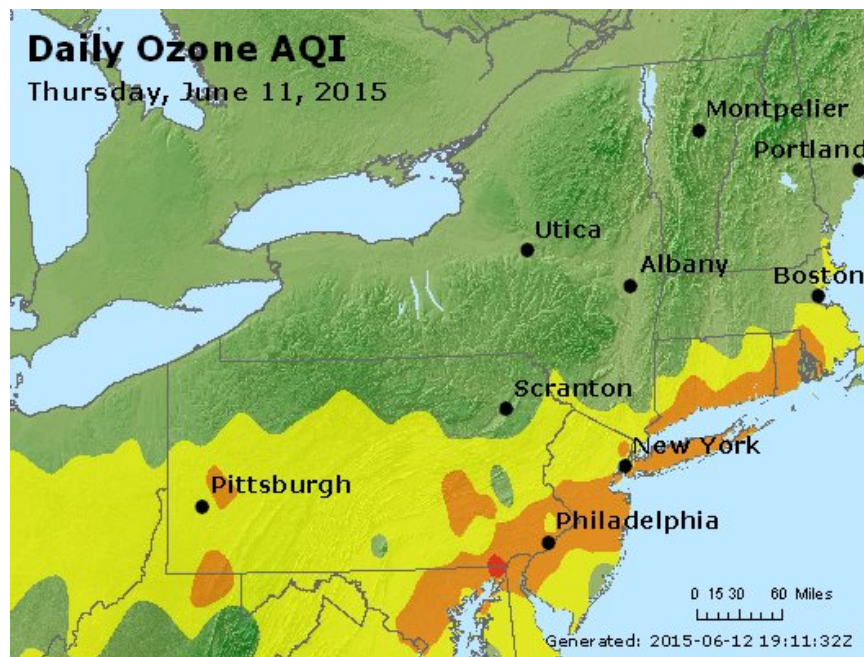 Daily Ozone AQI
Thursday, June 11, 2015
Montpelier
Portland
Utica
Albany
Boston
Scranton
New York
Pittsburgh
Philadelphia
0 15 30 60 Miles
Generated: 2015-06-12 19:11:32Z